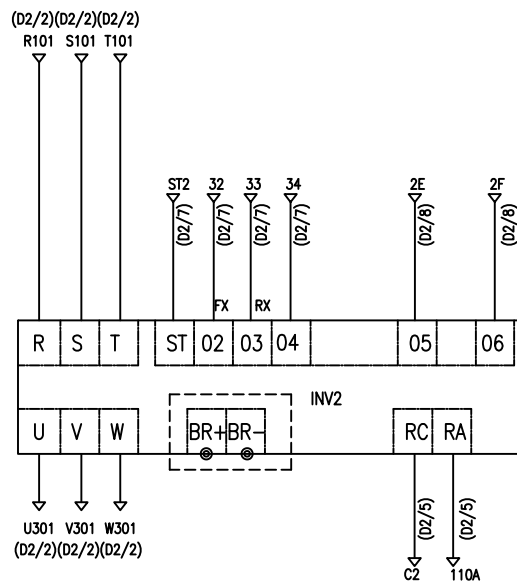 (D2/2)(D2/2)(D2/2)
R101 S101 T101
ST2 32 33 34 2E 2F
(D2/7) (D2/7) (D2/7) (D2/7) (D2/8) (D2/8)
FX RX
R S T ST 02 03 04 05 06
INV2
U V W BR+ BR- RC RA
U301 V301 W301
(D2/2)(D2/2)(D2/2)
(D2/5) (D2/5)
C2 110A